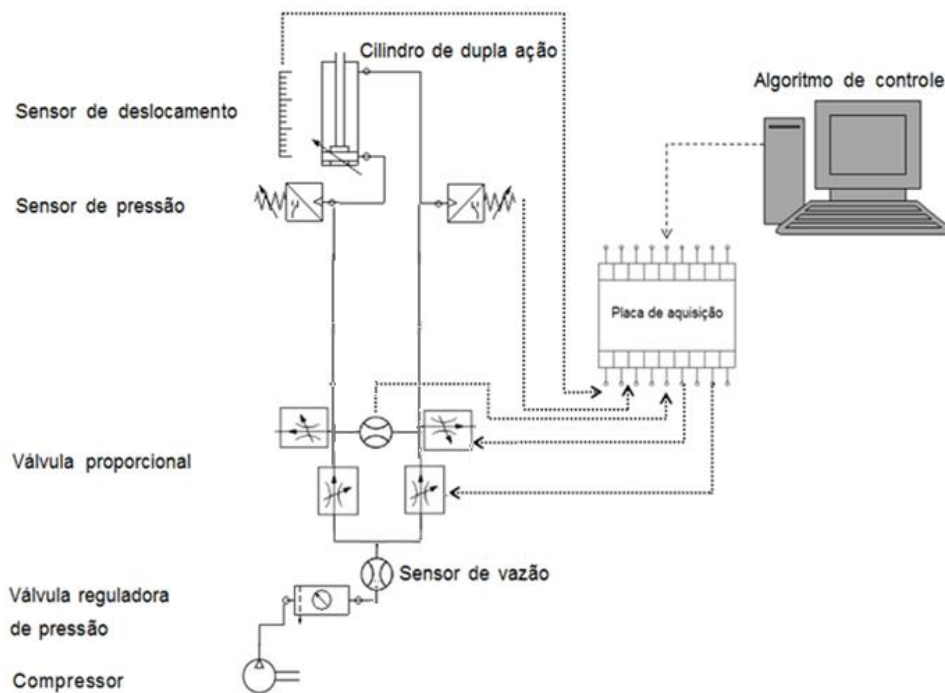 Cilindro de dupla ação
Algoritmo de controle
Sensor de deslocamento
Sensor de pressão
Placa de aquisição
Válvula proporcional
Sensor de vazão
Válvula reguladora
de pressão
Compressor